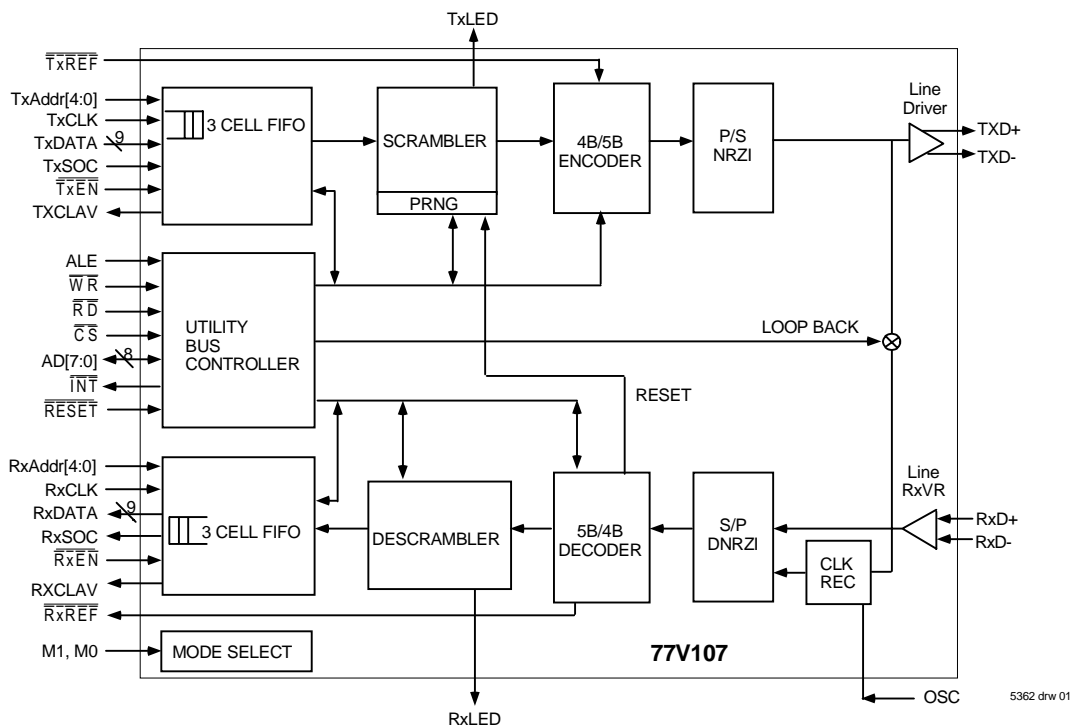 TxLED
TxREF
TxAddr[4:0]
TxCLK
TxDATA 9
TxSOC
TxEN
TXCLAV
3 CELL FIFO
SCRAMBLER
PRNG
4B/5B
ENCODER
P/S
NRZI
Line
Driver
TXD+
TXD-
ALE
WR
RD
CS
AD[7:0] 8
INT
RESET
UTILITY
BUS
CONTROLLER
LOOP BACK
RESET
RxAddr[4:0]
RxCLK
RxDATA 9
RxSOC
RxEN
RXCLAV
RxREF
3 CELL FIFO
DESCRAMBLER
5B/4B
DECODER
S/P
DNRZI
CLK
REC
Line
RxVR
RxD+
RxD-
M1, M0
MODE SELECT
77V107
OSC
5362 drw 01
RxLED